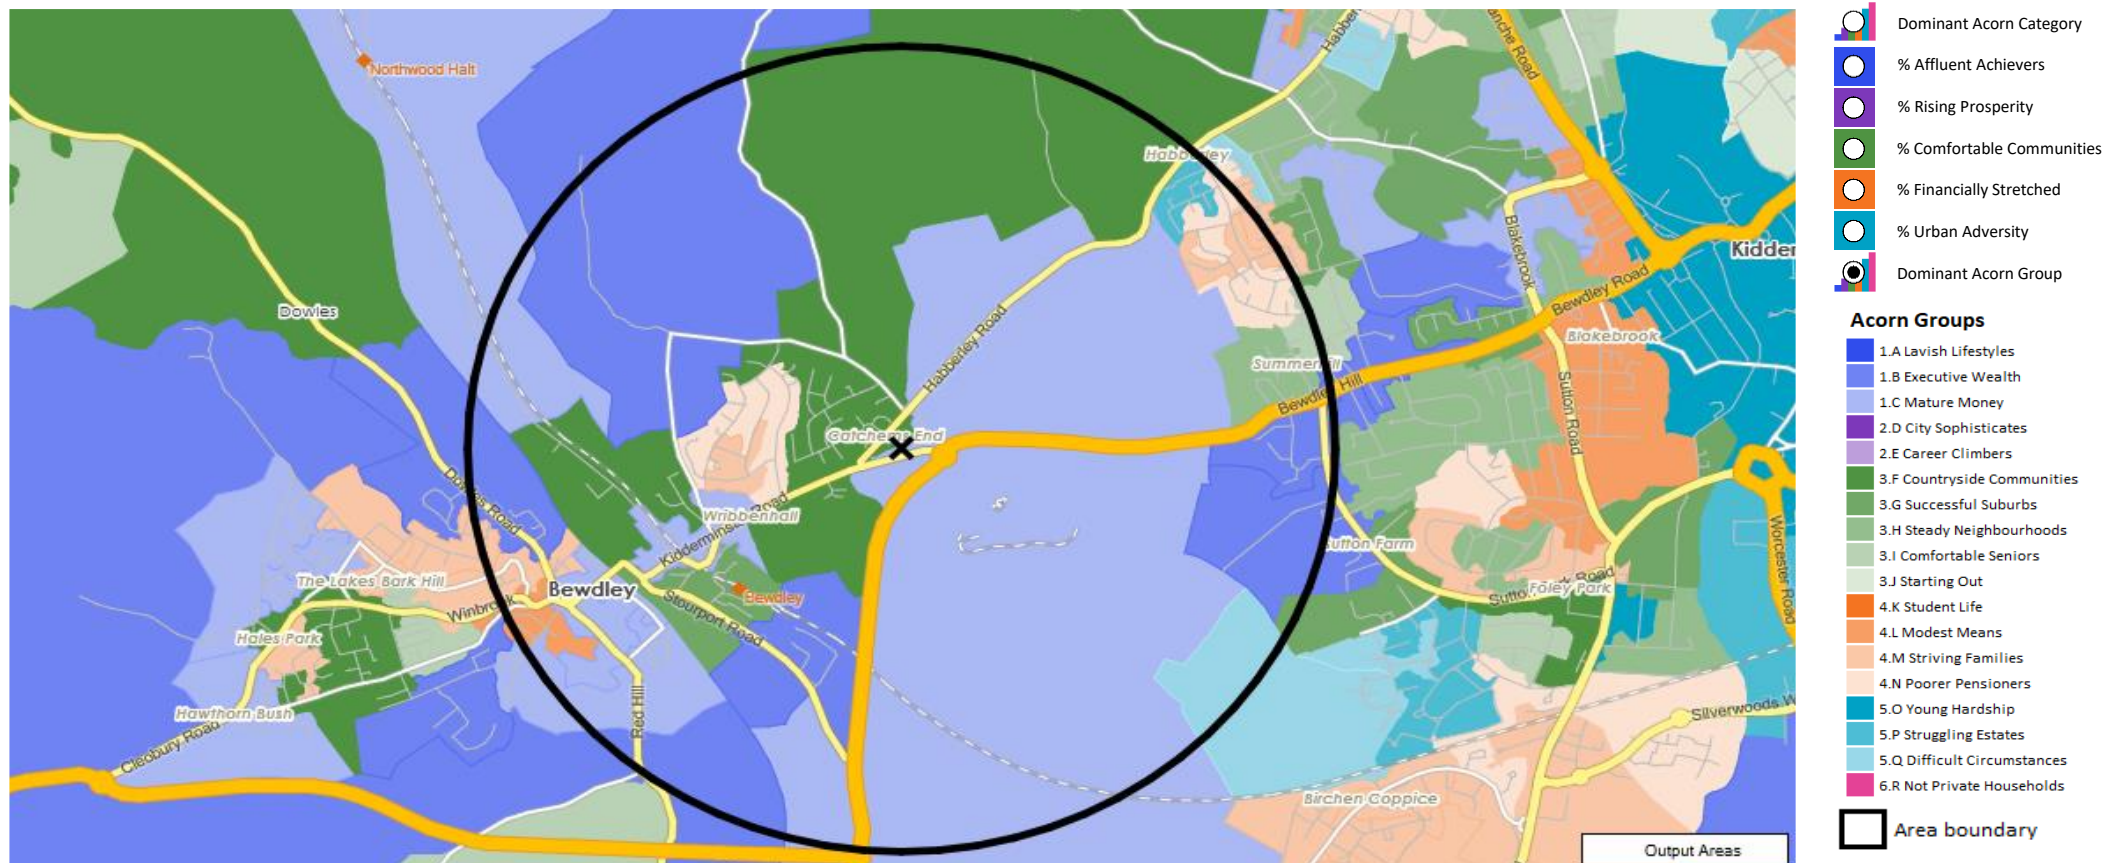 Northwood Halt
Habber
anche Road
Habberley
Kidder
Blakebrook
Bewdley Road
Dowles
Blakebrook
Habberley Road
Summerhill
Bewdley Hill
Sutton Road
Catchems End
Dowles Road
Wribbenhall
Kidderminster Road
Sutton Farm
Worcester Road
The Lakes Bark Hill
Bewdley
Bewdley
Winbrook
Stourport Road
Foley Park
Hales Park
Red Hill
Hawthorn Bush
Cleobury Road
Silverwoods W
Birchen Coppice
Output Areas
Dominant Acorn Category
% Affluent Achievers
% Rising Prosperity
% Comfortable Communities
% Financially Stretched
% Urban Adversity
Dominant Acorn Group
Acorn Groups
1.A Lavish Lifestyles
1.B Executive Wealth
1.C Mature Money
2.D City Sophisticates
2.E Career Climbers
3.F Countryside Communities
3.G Successful Suburbs
3.H Steady Neighbourhoods
3.I Comfortable Seniors
3.J Starting Out
4.K Student Life
4.L Modest Means
4.M Striving Families
4.N Poorer Pensioners
5.O Young Hardship
5.P Struggling Estates
5.Q Difficult Circumstances
6.R Not Private Households
Area boundary